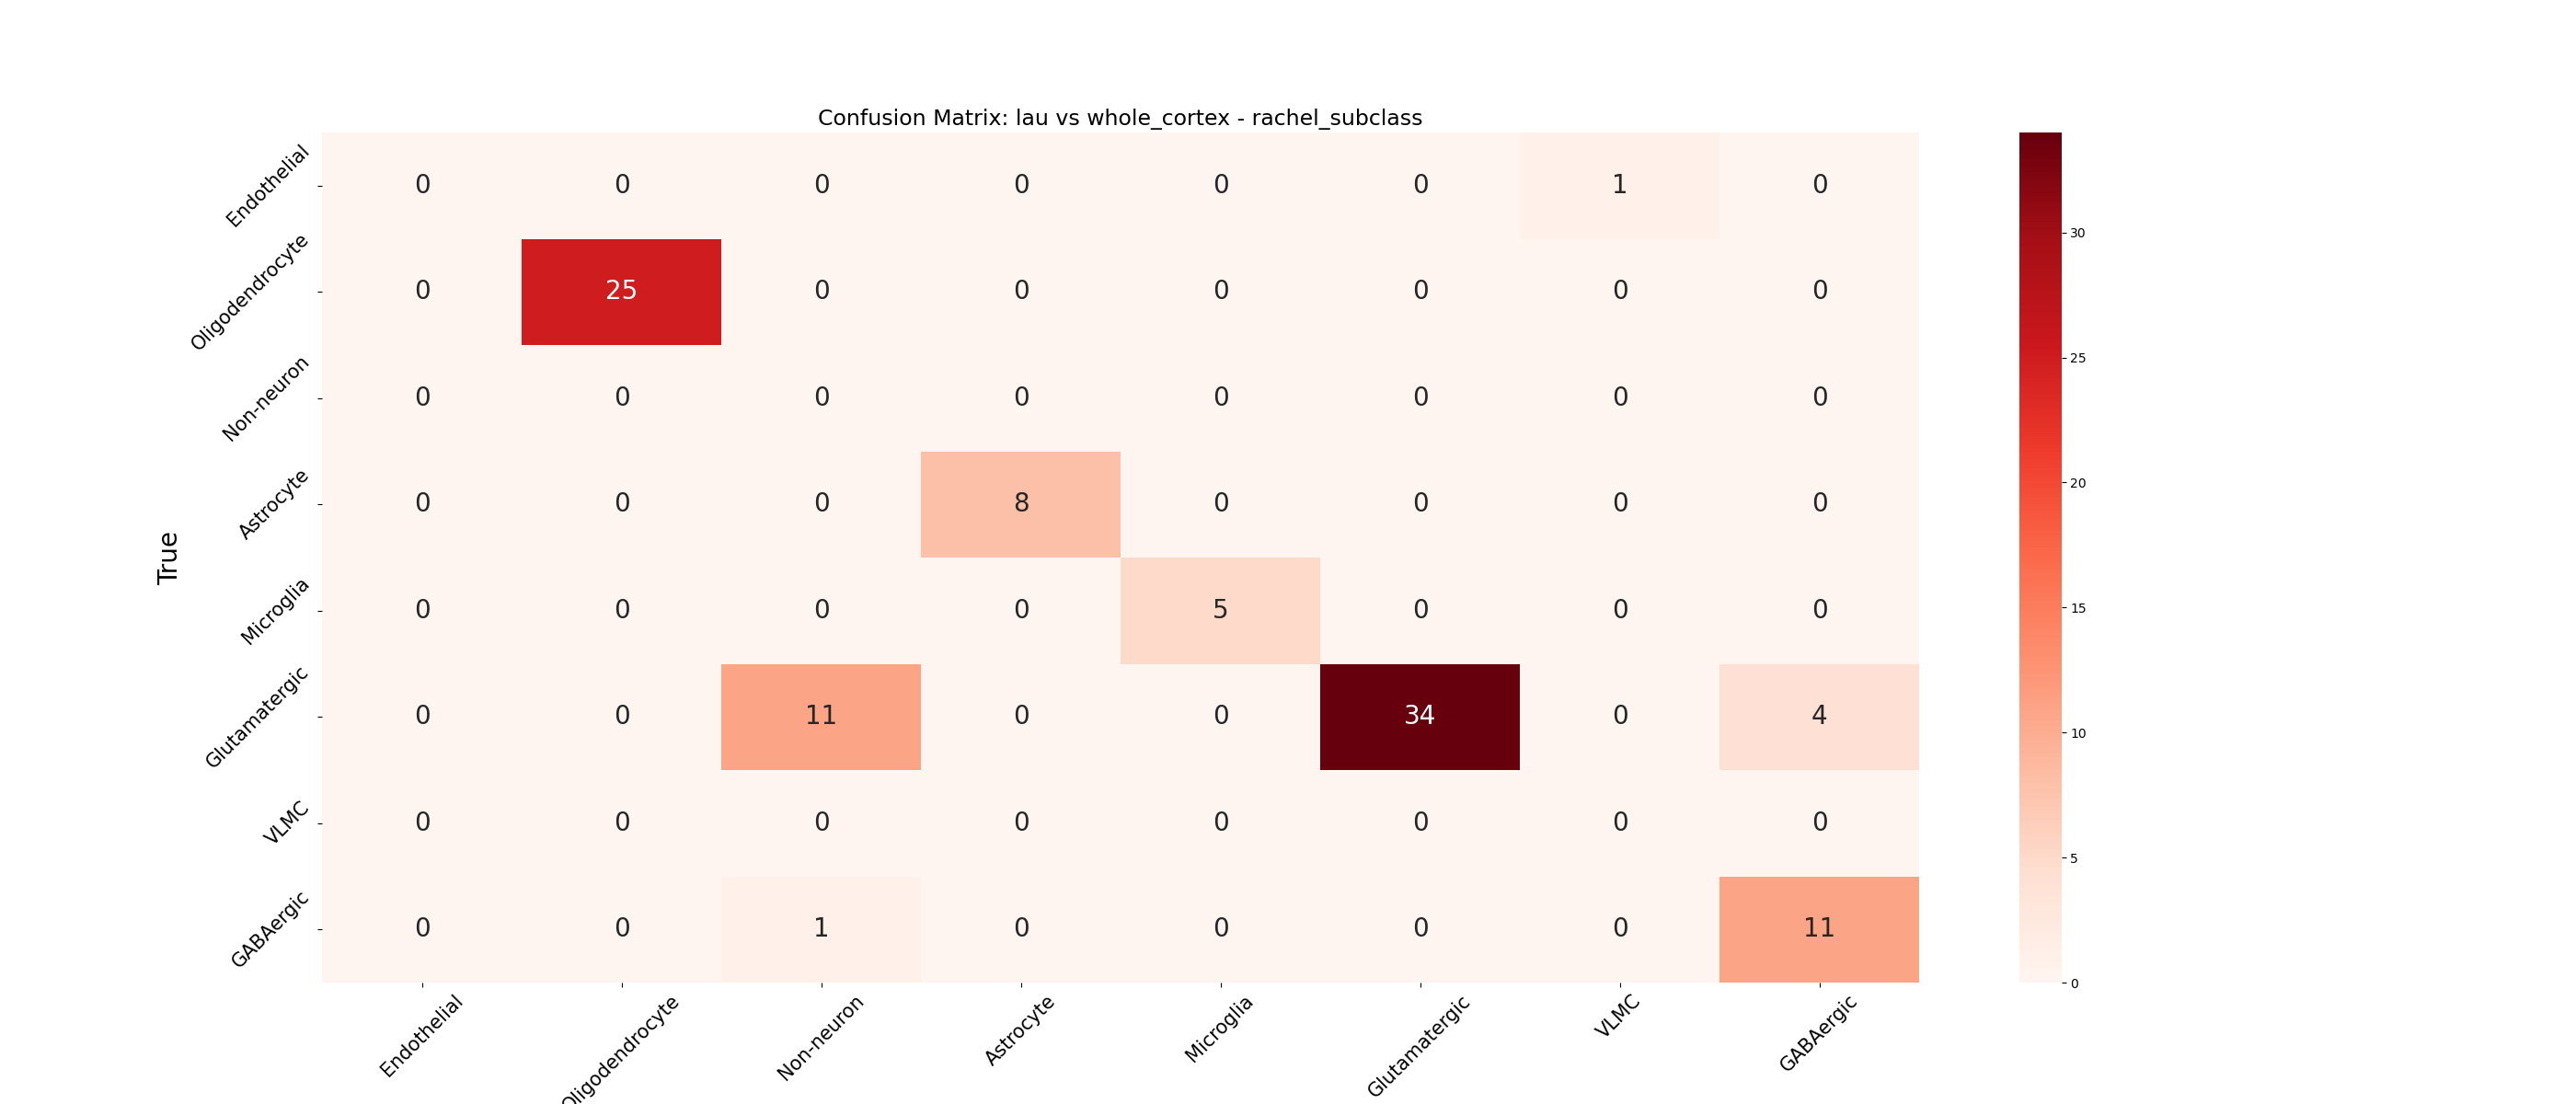 Confusion Matrix: lau vs whole_cortex - rachel_subclass
True
Endothelial 0 0 0 0 0 0 1 0
Oligodendrocyte 0 25 0 0 0 0 0 0
Non-neuron 0 0 0 0 0 0 0 0
Astrocyte 0 0 0 8 0 0 0 0
Microglia 0 0 0 0 5 0 0 0
Glutamatergic 0 0 11 0 0 34 0 4
VLMC 0 0 0 0 0 0 0 0
GABAergic 0 0 1 0 0 0 0 11
Endothelial Oligodendrocyte Non-neuron Astrocyte Microglia Glutamatergic VLMC GABAergic
30
25
20
15
10
5
0